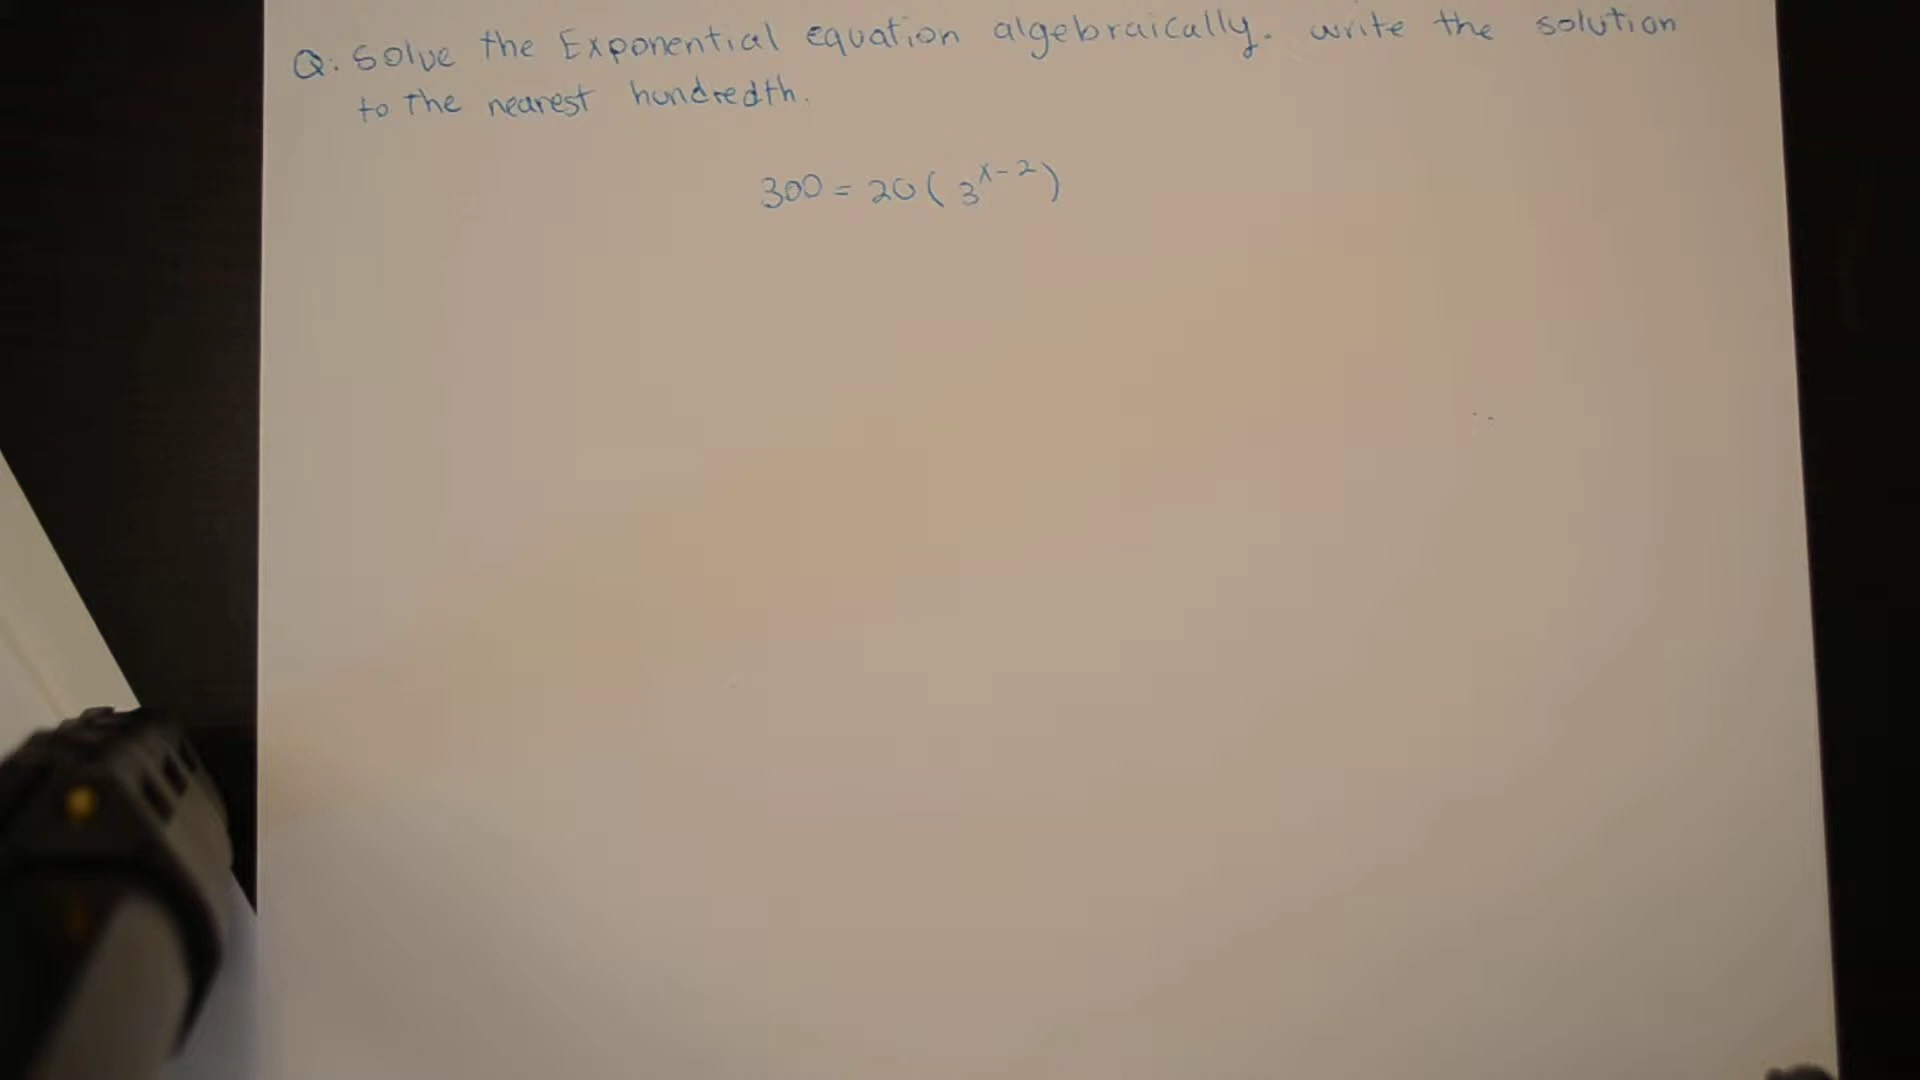 Q: Solve the Exponential equation algebraically. write the solution
to the nearest hundredth.
300 = 20 ( 3^{x-2} )